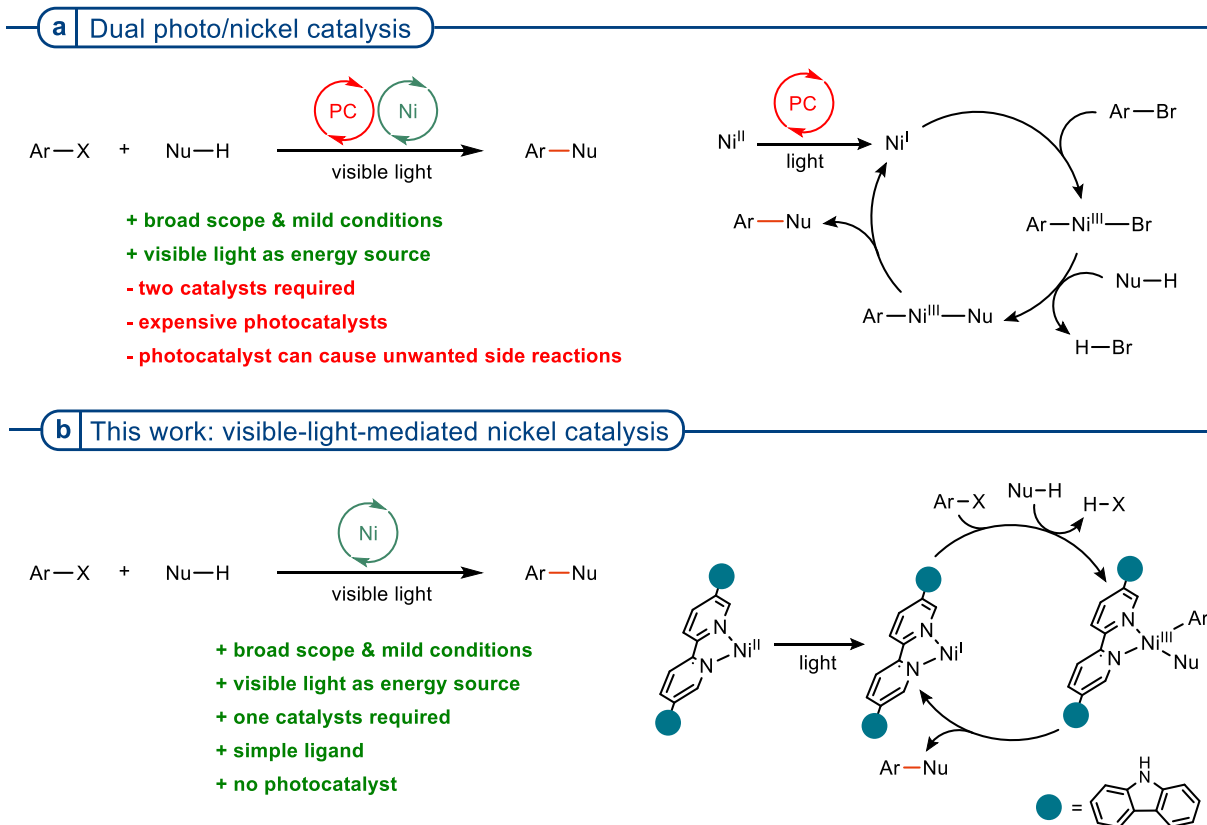 a Dual photo/nickel catalysis
PC Ni
Ar—X + Nu—H visible light Ar—Nu
+ broad scope & mild conditions
+ visible light as energy source
- two catalysts required
- expensive photocatalysts
- photocatalyst can cause unwanted side reactions
PC
Ni^II light Ni^I
Ar—Br
Ar—Ni^III—Br
Nu—H
H—Br
Ar—Ni^III—Nu
Ar—Nu
b This work: visible-light-mediated nickel catalysis
Ni
Ar—X + Nu—H visible light Ar—Nu
+ broad scope & mild conditions
+ visible light as energy source
+ one catalysts required
+ simple ligand
+ no photocatalyst
Ar—X Nu—H H—X
N N Ni^II
light
N N Ni^I
N N Ni^III Ar Nu
Ar—Nu
= H N